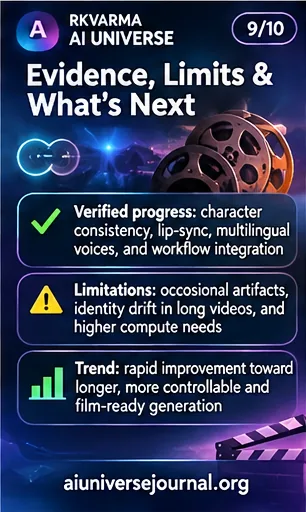 A
RKVARMA
AI UNIVERSE
9/10
Evidence, Limits &
What's Next
Verified progress: character
consistency, lip-sync, multilingual
voices, and workflow integration
Limitations: occosional artifacts,
identity drift in long videos, and
higher compute needs
Trend: rapid improvement toward
longer, more controllable and
film-ready generation
aiuniversejournal.org